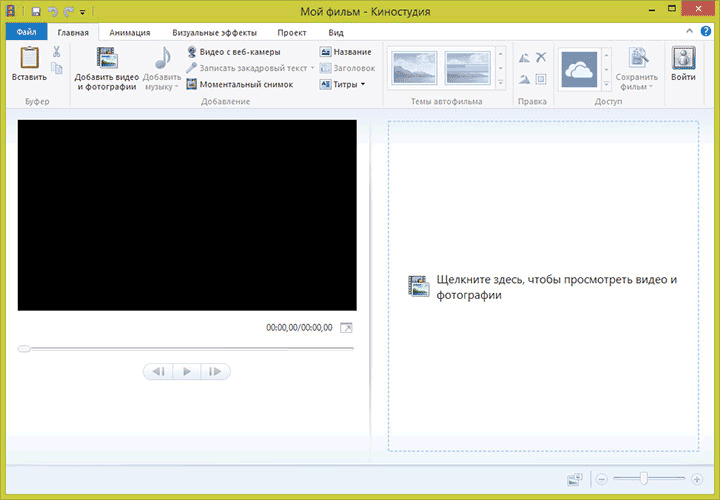 Мой фильм - Киностудия
Файл
Главная
Анимация
Визуальные эффекты
Проект
Вид
Вставить
Буфер
Добавить видео
и фотографии
Добавить
музыку
Видео с веб-камеры
Записать закадровый текст
Моментальный снимок
Название
Заголовок
Титры
Добавление
Темы автофильма
Правка
Сохранить
фильм
Доступ
Войти
00:00,00/00:00,00
Щелкните здесь, чтобы просмотреть видео и
фотографии